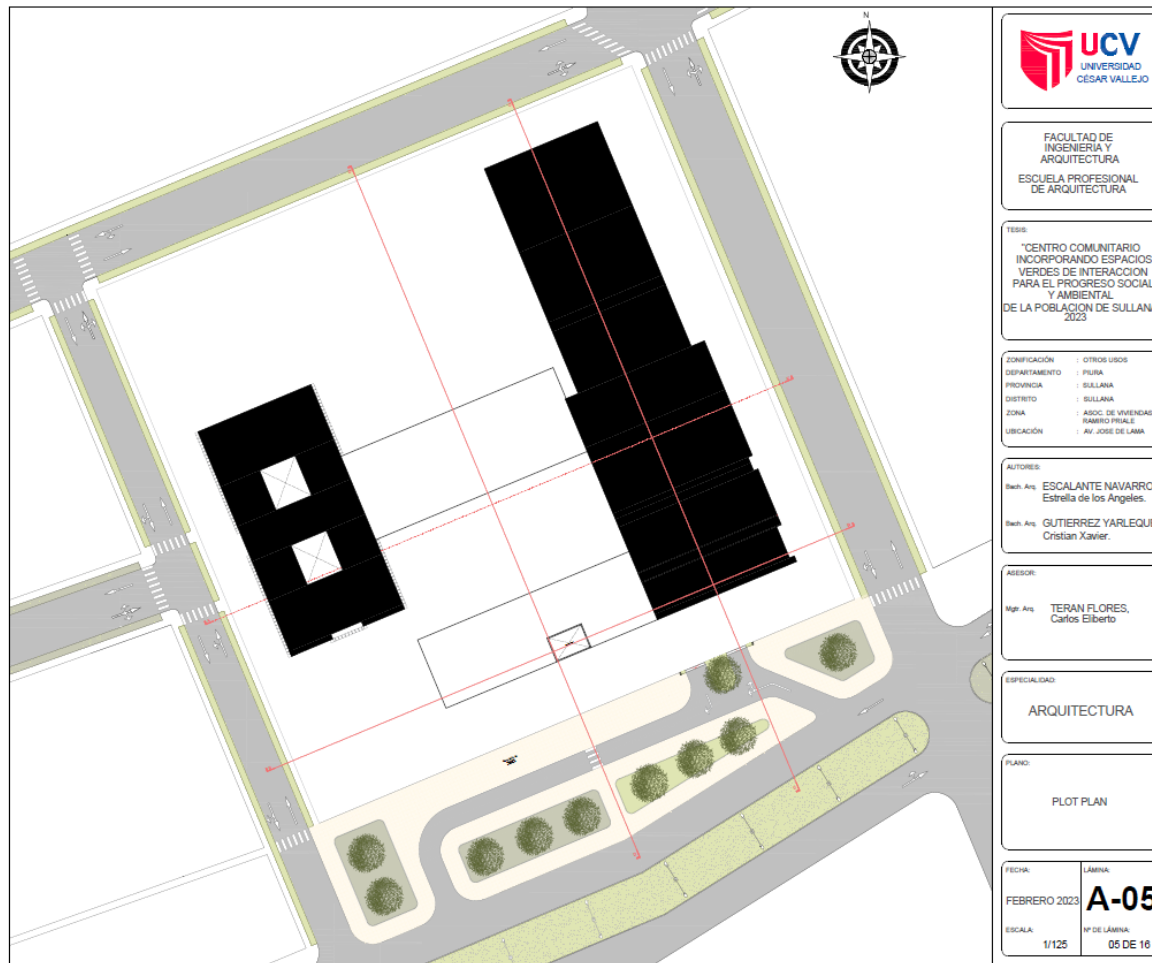 N
UCV
UNIVERSIDAD
CÉSAR VALLEJO
FACULTAD DE
INGENIERIA Y
ARQUITECTURA
ESCUELA PROFESIONAL
DE ARQUITECTURA
TESIS:
"CENTRO COMUNITARIO
INCORPORANDO ESPACIOS
VERDES DE INTERACCION
PARA EL PROGRESO SOCIAL
Y AMBIENTAL
DE LA POBLACION DE SULLANA
2023
ZONIFICACIÓN : OTROS USOS
DEPARTAMENTO : PIURA
PROVINCIA : SULLANA
DISTRITO : SULLANA
ZONA : ASOC. DE VIVIENDAS
RAMIRO PRIALE
UBICACIÓN : AV. JOSE DE LAMA
AUTORES:
Bach. Arq. ESCALANTE NAVARRO
Estrella de los Angeles.
Bach. Arq. GUTIERREZ YARLEQUE
Cristian Xavier.
ASESOR:
Mgtr. Arq. TERAN FLORES,
Carlos Eliberto
ESPECIALIDAD:
ARQUITECTURA
PLANO:
PLOT PLAN
FECHA:
FEBRERO 2023
LÁMINA:
A-05
ESCALA:
1/125
N° DE LÁMINA:
05 DE 16